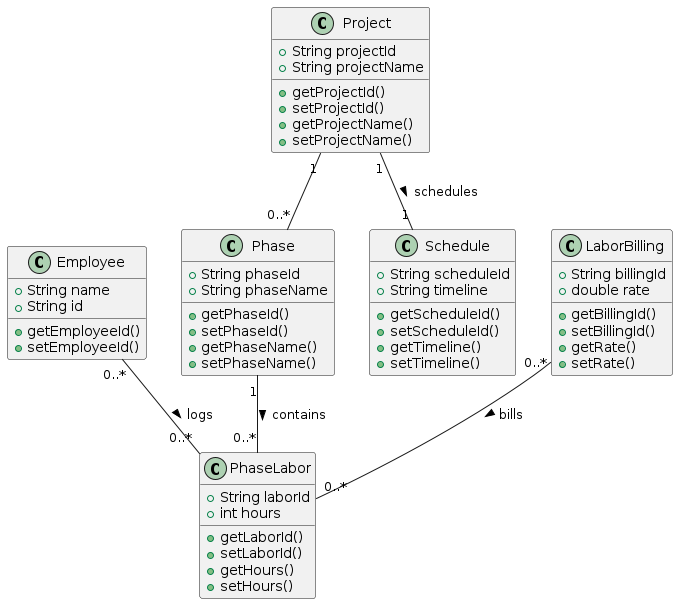 C Project
String projectId
String projectName
getProjectId()
setProjectId()
getProjectName()
setProjectName()
1
1
schedules
0..*
1
C Employee
String name
String id
getEmployeeId()
setEmployeeId()
C Phase
String phaseId
String phaseName
getPhaseId()
setPhaseId()
getPhaseName()
setPhaseName()
C Schedule
String scheduleId
String timeline
getScheduleId()
setScheduleId()
getTimeline()
setTimeline()
C LaborBilling
String billingId
double rate
getBillingId()
setBillingId()
getRate()
setRate()
0..*
1
0..*
logs
contains
bills
0..*
0..*
0..*
C PhaseLabor
String laborId
int hours
getLaborId()
setLaborId()
getHours()
setHours()